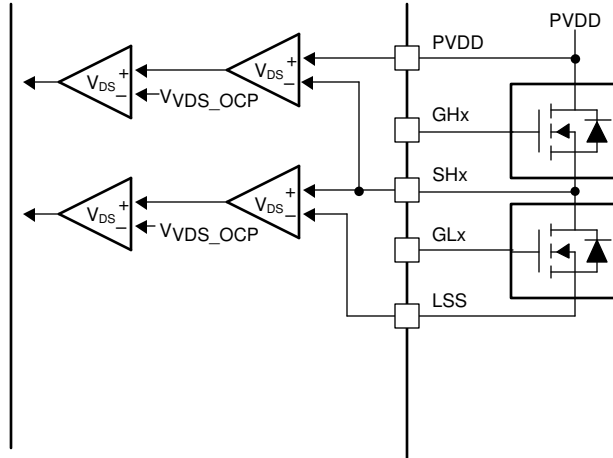 PVDD
PVDD
V_DS + −
V_DS + −
V_VDS_OCP
GHx
SHx
V_DS + −
V_DS + −
V_VDS_OCP
GLx
LSS